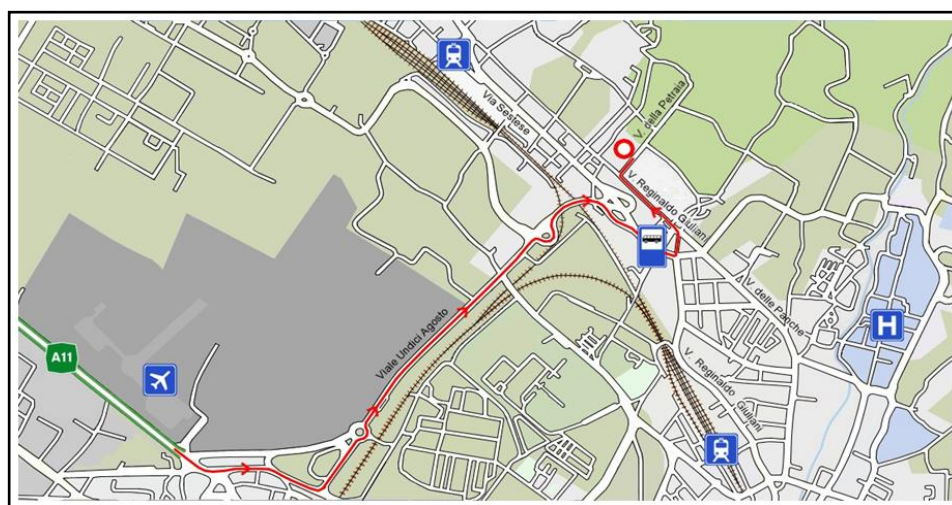 Via Sestese
V. della Petraia
V. Reginaldo Giuliani
Viale Undici Agosto
V. delle Panche
A11
H
V. Reginaldo Giuliani